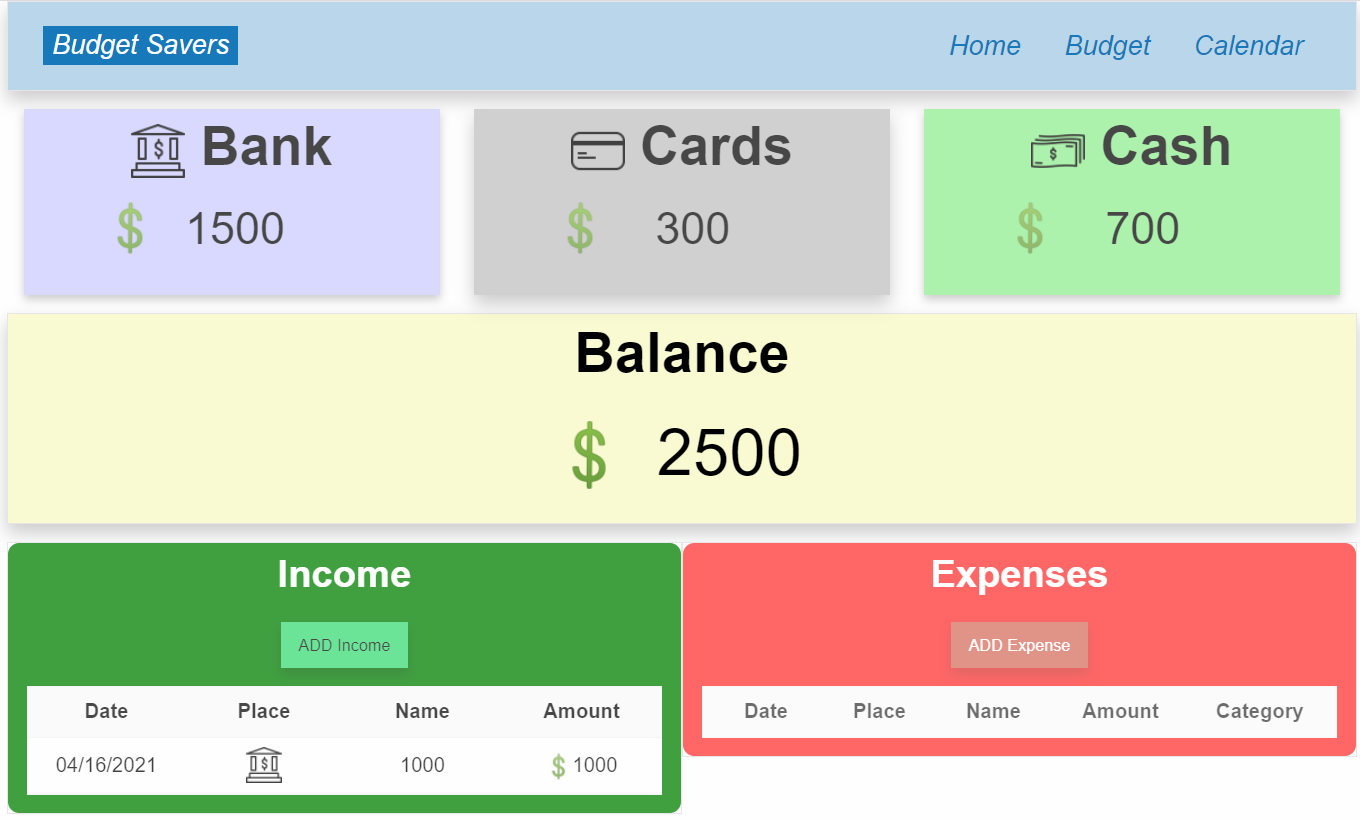 Budget Savers Home Budget Calendar
Bank Cards Cash
$ 1500 $ 300 $ 700
Balance
$ 2500
Income Expenses
ADD Income ADD Expense
Date Place Name Amount Date Place Name Amount Category
04/16/2021 $ 1000 $ 1000